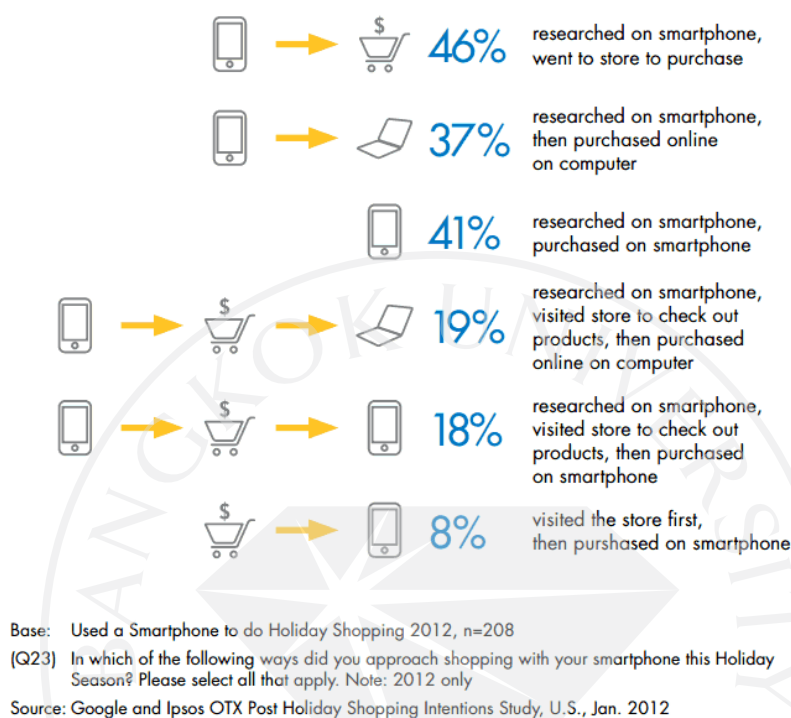 $
46%
researched on smartphone,
went to store to purchase
37%
researched on smartphone,
then purchased online
on computer
41%
researched on smartphone,
purchased on smartphone
$
19%
researched on smartphone,
visited store to check out
products, then purchased
online on computer
$
18%
researched on smartphone,
visited store to check out
products, then purchased
on smartphone
$
8%
visited the store first,
then purshased on smartphone
BANGKOK UNIVERSITY
Base: Used a Smartphone to do Holiday Shopping 2012, n=208
(Q23) In which of the following ways did you approach shopping with your smartphone this Holiday
Season? Please select all that apply. Note: 2012 only
Source: Google and Ipsos OTX Post Holiday Shopping Intentions Study, U.S., Jan. 2012